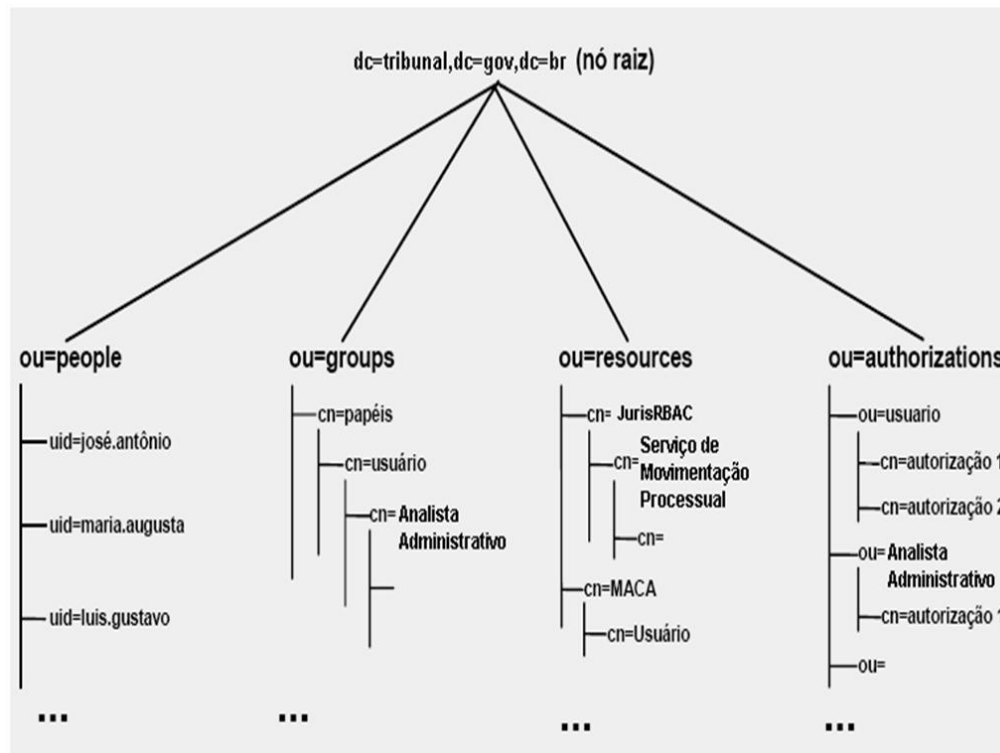 dc=tribunal,dc=gov,dc=br (nó raiz)
ou=people
uid=josé.antônio
uid=maria.augusta
uid=luis.gustavo
...
ou=groups
cn=papéis
cn=usuário
cn= Analista
Administrativo
...
ou=resources
cn= JurisRBAC
cn= Serviço de
Movimentação
Processual
cn=
cn=MACA
cn=Usuário
...
ou=authorizations
ou=usuario
cn=autorização 1
cn=autorização 2
ou= Analista
Administrativo
cn=autorização 1
ou=
...